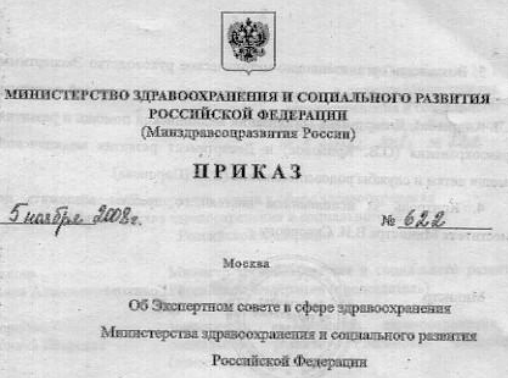 МИНИСТЕРСТВО ЗДРАВООХРАНЕНИЯ И СОЦИАЛЬНОГО РАЗВИТИЯ
РОССИЙСКОЙ ФЕДЕРАЦИИ
(Минздравсоцразвития России)
ПРИКАЗ
5 ноября 2008г. № 622
Москва
Об Экспертном совете в сфере здравоохранения
Министерства здравоохранения и социального развития
Российской Федерации